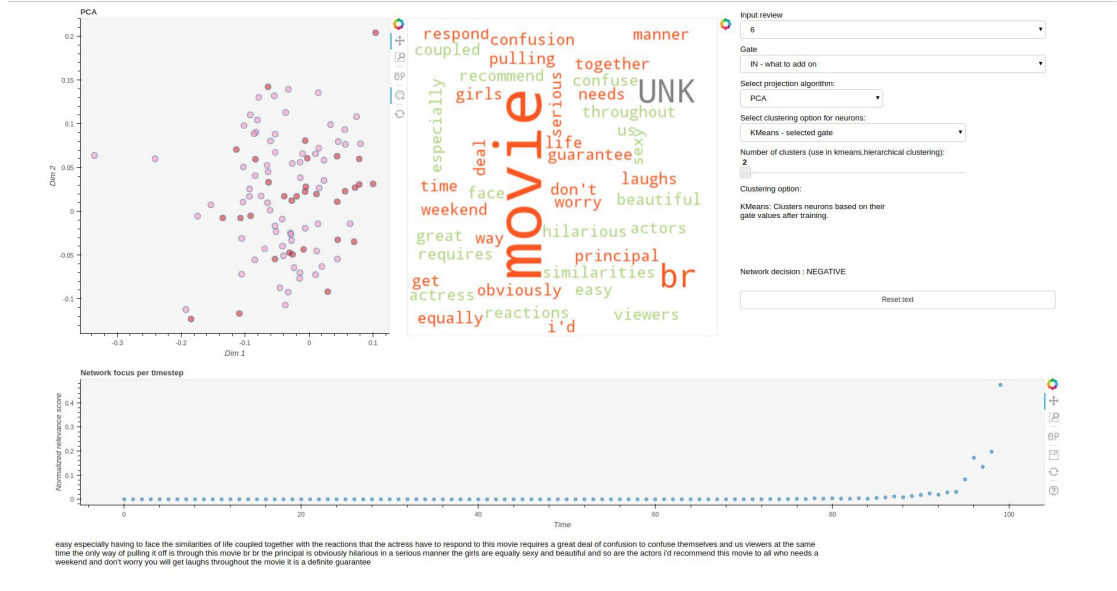 PCA
0.2
0.15
0.1
0.05
0
-0.05
-0.1
Dim 2
-0.3 -0.2 -0.1 0 0.1
Dim 1
respond confusion manner
coupled
pulling together
recommend confuse
girls serious needs UNK
throughout
especially us
deal movie life sexy
guarantee
time face don't laughs
worry beautiful
weekend
great way hilarious actors
requires principal
get similarities br
actress obviously easy
equally reactions viewers
i'd
Input review
6
Gate
IN - what to add on
Select projection algorithm:
PCA
Select clustering option for neurons:
KMeans - selected gate
Number of clusters (use in kmeans,hierarchical clustering):
2
Clustering option:
KMeans: Clusters neurons based on their
gate values after training.
Network decision : NEGATIVE
Reset text
Network focus per timestep
0.4
0.3
0.2
0.1
0
Normalized relevance score
0 20 40 60 80 100
Time
easy especially having to face the similarities of life coupled together with the reactions that the actress have to respond to this movie requires a great deal of confusion to confuse themselves and us viewers at the same
time the only way of pulling it off is through this movie br br the principal is obviously hilarious in a serious manner the girls are equally sexy and beautiful and so are the actors i'd recommend this movie to all who needs a
weekend and don't worry you will get laughs throughout the movie it is a definite guarantee